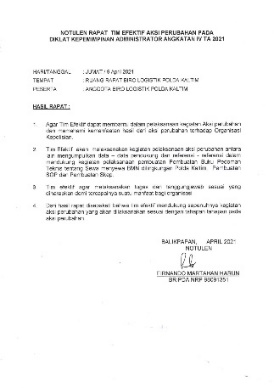 NOTULEN RAPAT TIM EFEKTIF AKSI PERUBAHAN PADA
DIKLAT KEPEMIMPINAN ADMINISTRATOR ANGKATAN IV TA 2021
HARI/TANGGAL : JUMAT / April 2021
TEMPAT : RUANG RAPAT BIRO LOGISTIK POLDA KALTIM
PESERTA : ANGGOTA BIRO LOGISTIK POLDA KALTIM
HASIL RAPAT :
1. Agar Tim Efektif dapat membantu dalam pelaksanaan kegiatan Aksi perubahan
dan memahami kemanfaatan hasil dari aksi perubahan terhadap Organisasi
Kepolisian.
2. Tim Efektif akan melaksanakan kegiatan pelaksanaan aksi perubahan antara
lain mengumpulkan data – data pendukung dan referensi – referensi dalam
mendukung kegiatan pelaksanaan pembuatan Pembuatan Buku Pedoman
Teknis tentang Sewa menyewa BMN dilingkungan Polda Kaltim, Pembuatan
SOP dan Pembuatan Skep.
3. Tim efektif agar melaksanakan tugas dan tanggungjawab sesuai yang
diharapkan demi tercapainya suatu manfaat bagi organisasi
4. Dari hasil rapat disepakati bahwa tim efektif mendukung sepenuhnya kegiatan
aksi perubahan yang akan dilaksanakan sesuai dengan tahapan tahapan pada
aksi perubahan.
BALIKPAPAN, APRIL 2021
NOTULEN
FERNANDO MARTAHAN HARUN
BRIPDA NRP